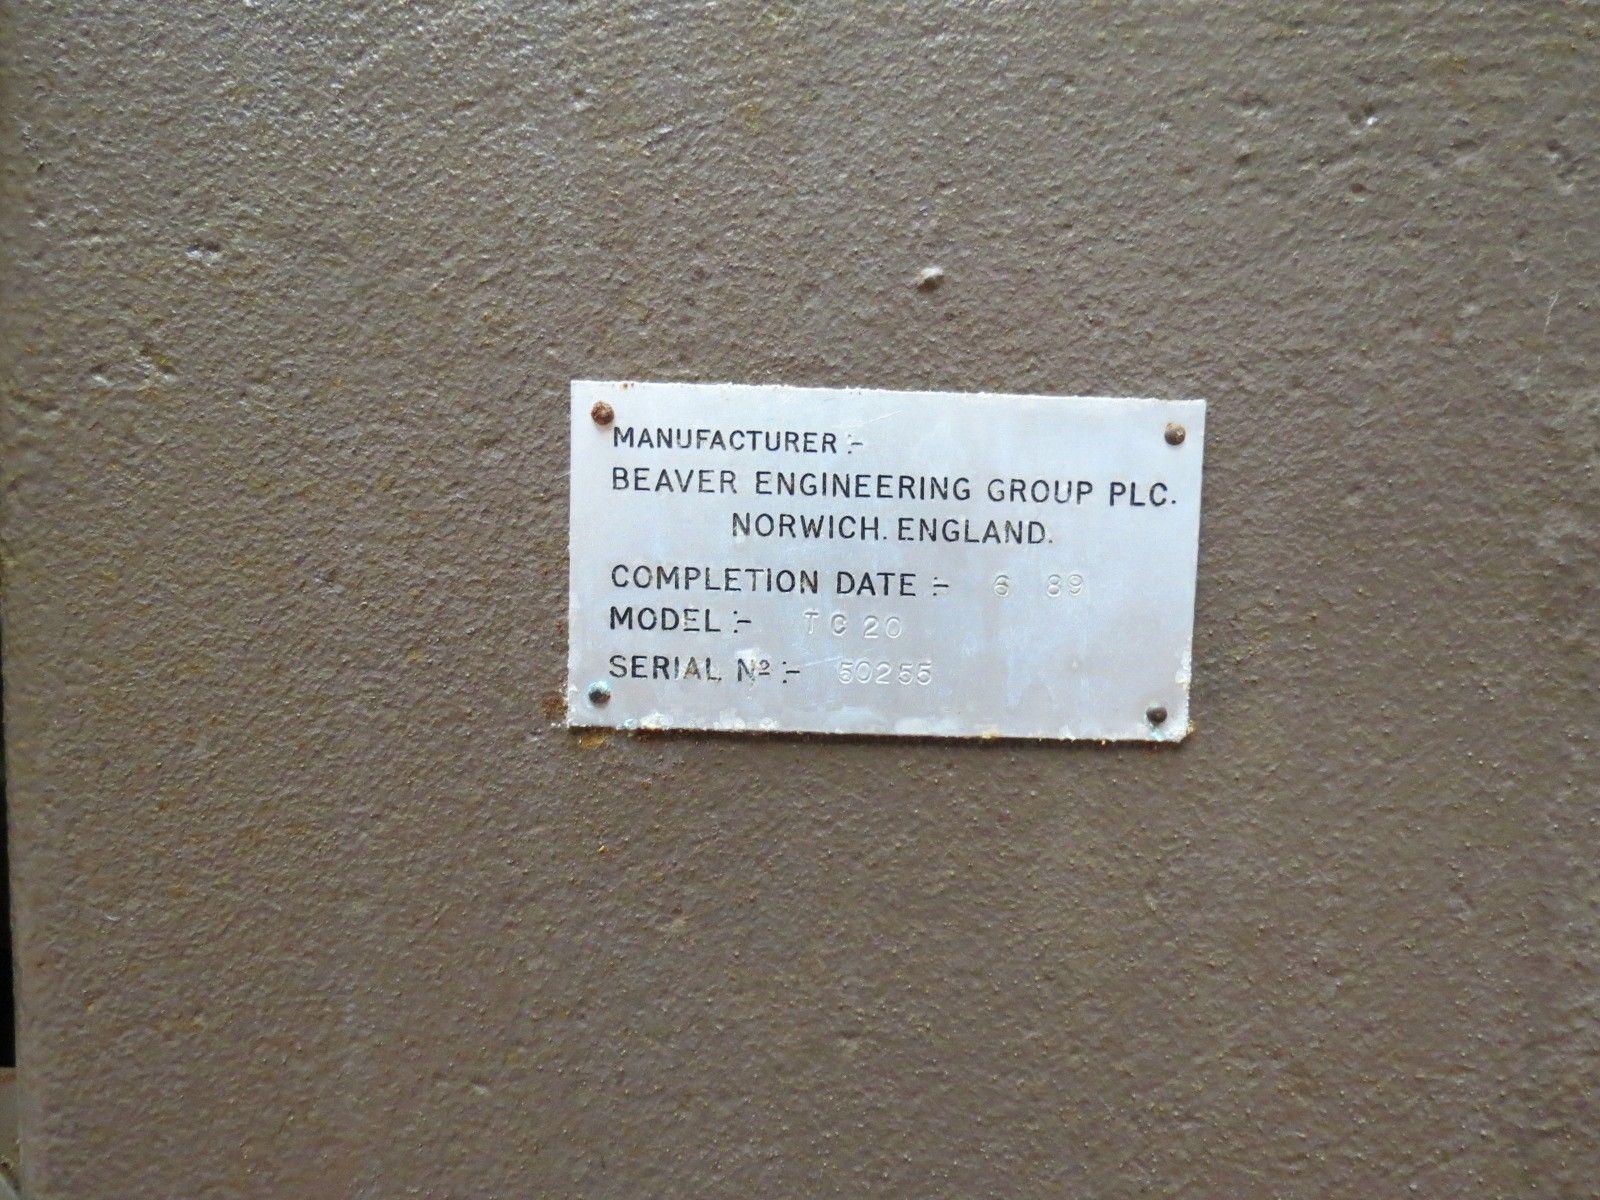 MANUFACTURER :-
BEAVER ENGINEERING GROUP PLC.
NORWICH. ENGLAND.
COMPLETION DATE :- 6 89
MODEL :- TC 20
SERIAL Nº :- 50255